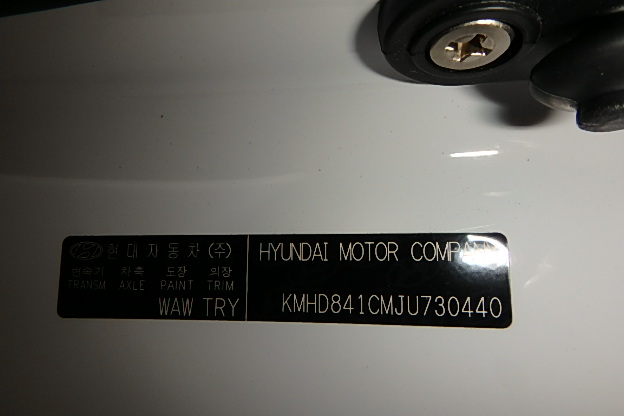 현대자동차(주)
변속기 차축 도장 의장
TRANSM AXLE PAINT TRIM
WAW TRY
HYUNDAI MOTOR COMPANY
KMHD841CMJU730440